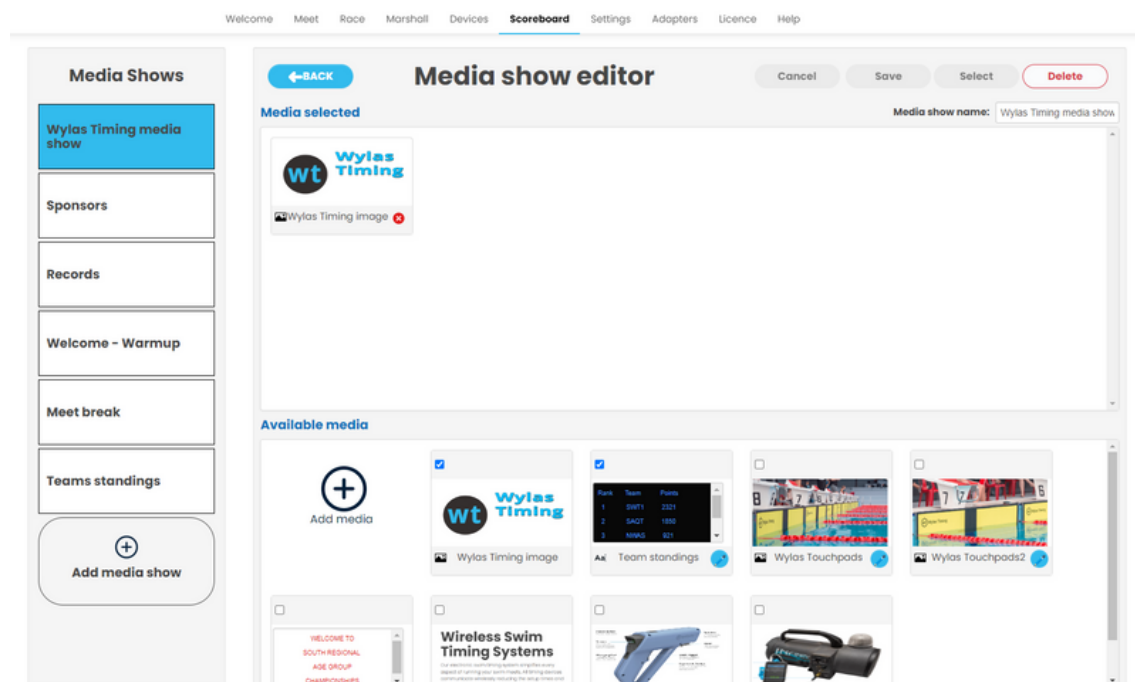 Welcome Meet Race Marshall Devices Scoreboard Settings Adapters Licence Help
Media Shows
BACK
Media show editor
Cancel
Save
Select
Delete
Media selected
Media show name:
Wylas Timing media show
Wylas Timing media
show
Sponsors
Records
Welcome - Warmup
Meet break
Teams standings
Add media show
wt Wylas
Timing
Wylas Timing image
Available media
Add media
wt Wylas
Timing
Wylas Timing image
Rank Team Points
1 SWT1 2321
2 SAQT 1850
3 NWAS 921
Aa Team standings
Wylas Touchpads
Wylas Touchpads2
WELCOME TO
SOUTH REGIONAL
AGE GROUP
CHAMPIONSHIPS
Wireless Swim
Timing Systems